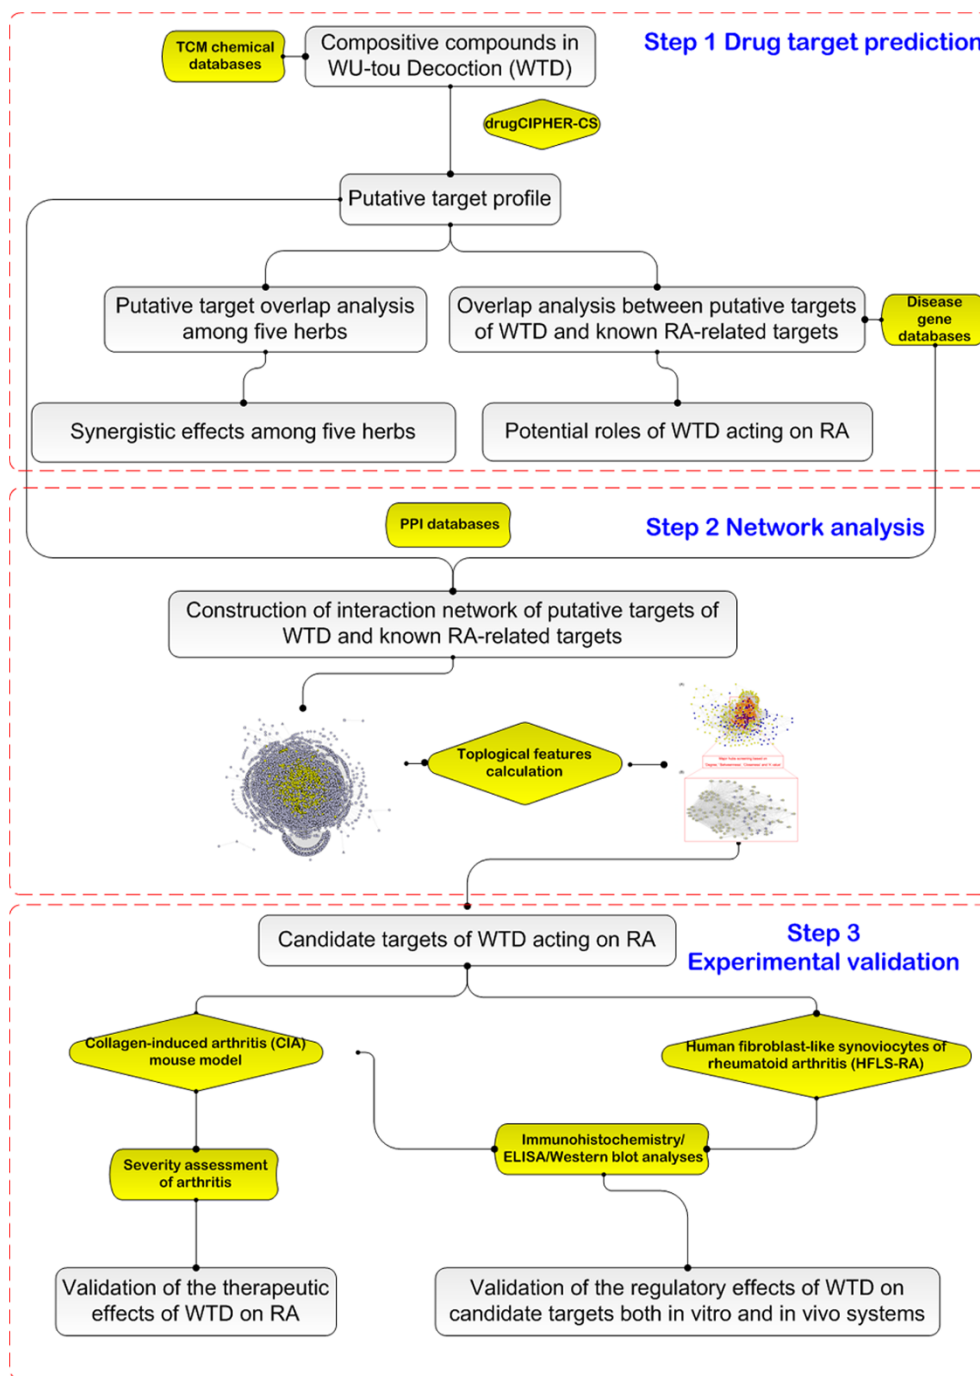 Step 1 Drug target prediction
TCM chemical
databases
Compositive compounds in
WU-tou Decoction (WTD)
drugCIPHER-CS
Putative target profile
Putative target overlap analysis
among five herbs
Overlap analysis between putative targets
of WTD and known RA-related targets
Disease
gene
databases
Synergistic effects among five herbs
Potential roles of WTD acting on RA
PPI databases
Step 2 Network analysis
Construction of interaction network of putative targets of
WTD and known RA-related targets
Toplogical features
calculation
Candidate targets of WTD acting on RA
Step 3
Experimental validation
Collagen-induced arthritis (CIA)
mouse model
Human fibroblast-like synoviocytes of
rheumatoid arthritis (HFLS-RA)
Severity assessment
of arthritis
Immunohistochemistry/
ELISA/Western blot analyses
Validation of the therapeutic
effects of WTD on RA
Validation of the regulatory effects of WTD on
candidate targets both in vitro and in vivo systems